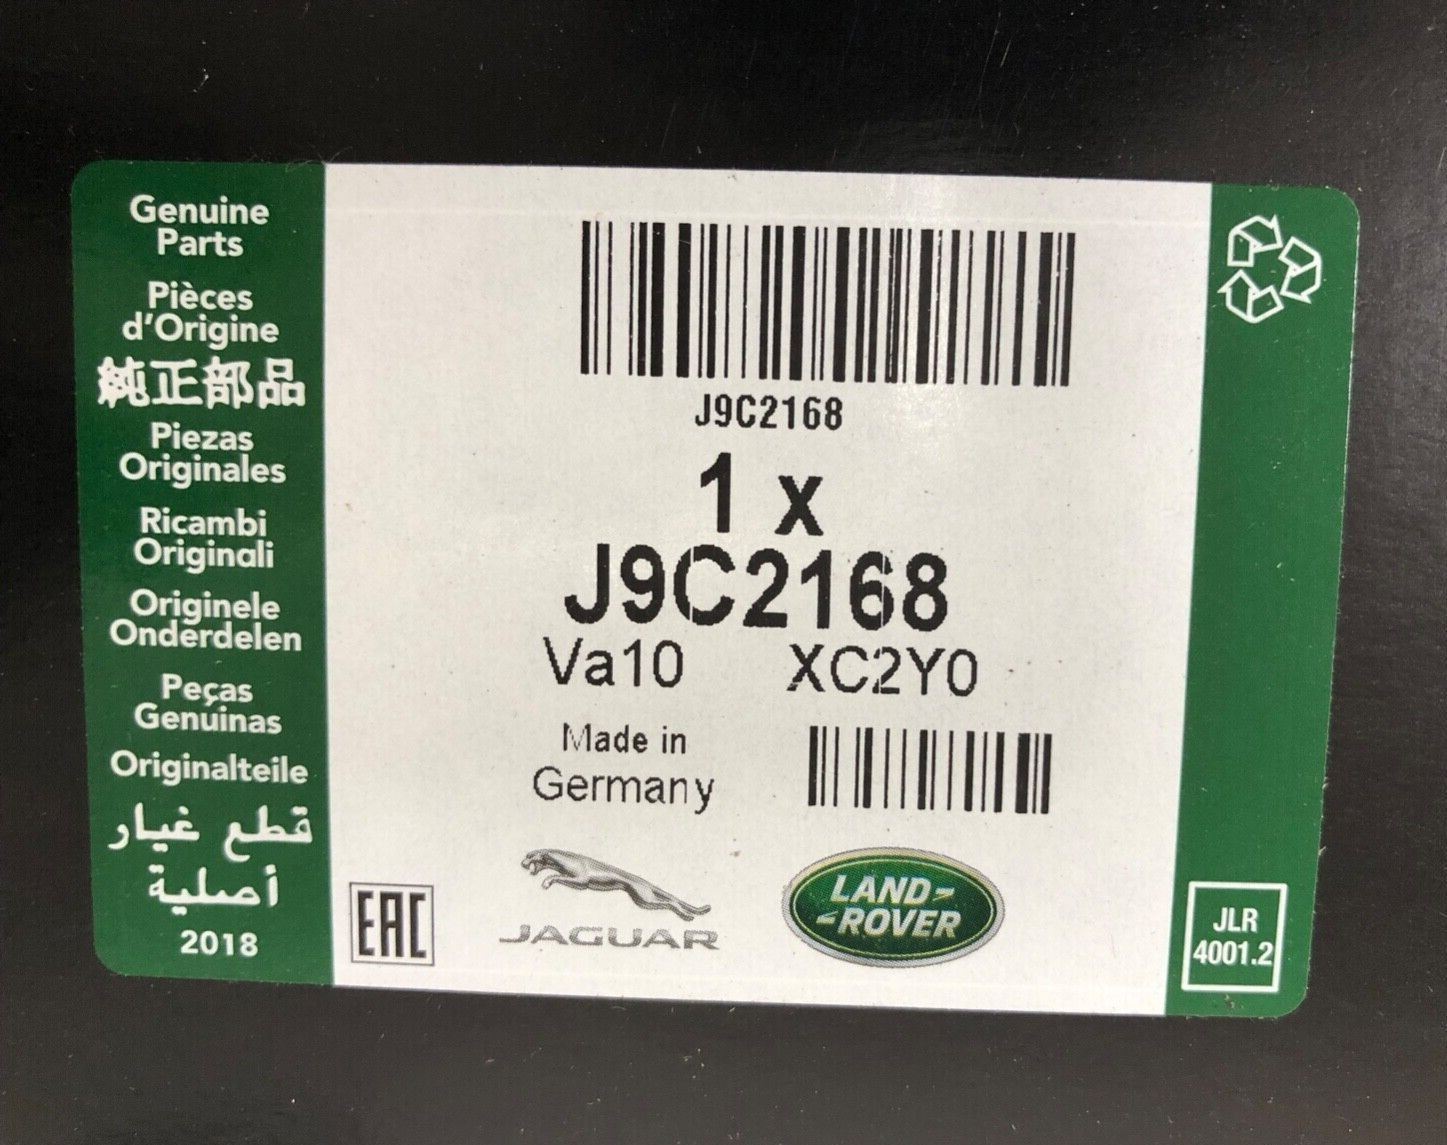 Genuine
Parts
Pièces
d'Origine
純正部品
Piezas
Originales
Ricambi
Originali
Originele
Onderdelen
Peças
Genuinas
Originalteile
قطع غيار
أصلية
2018
J9C2168
1 x
J9C2168
Va10 XC2Y0
Made in
Germany
EAC
JAGUAR
LAND-
-ROVER
JLR
4001.2